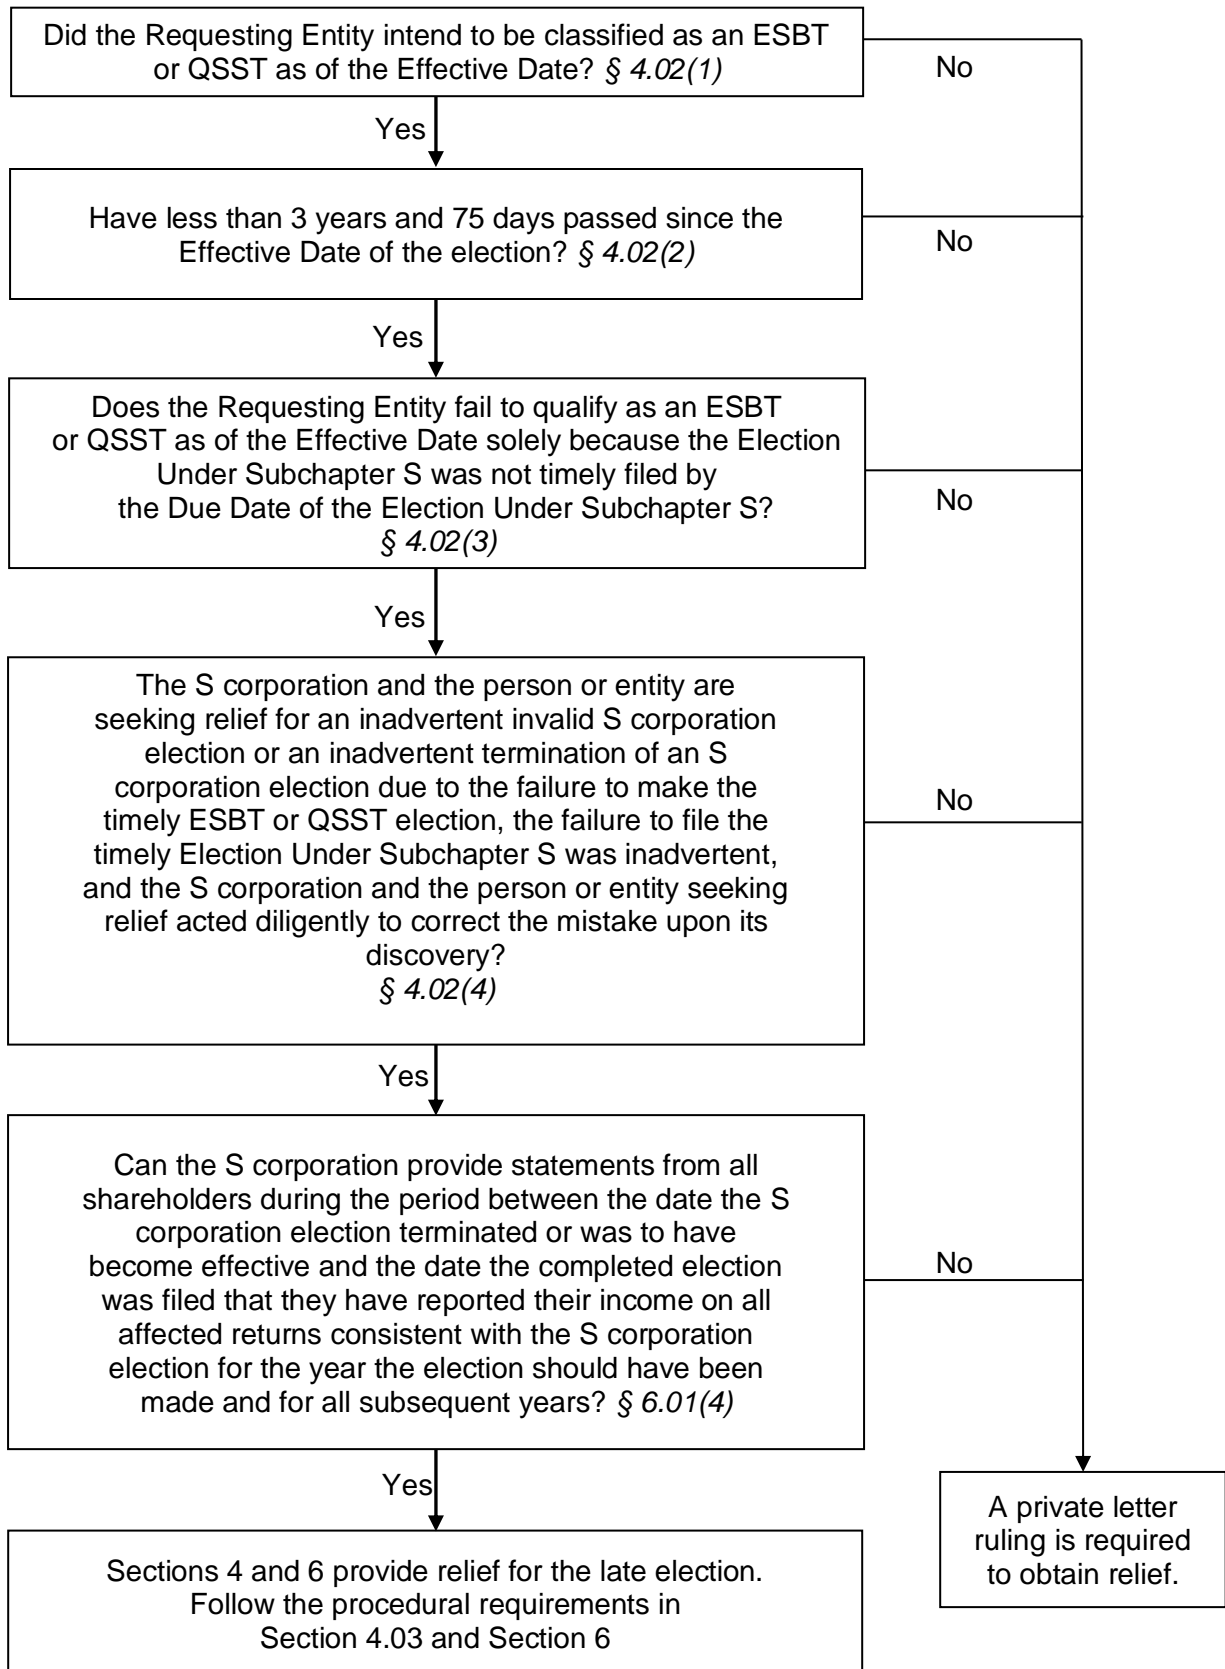 Did the Requesting Entity intend to be classified as an ESBT
or QSST as of the Effective Date? § 4.02(1)
No
Yes
Have less than 3 years and 75 days passed since the
Effective Date of the election? § 4.02(2)
No
Yes
Does the Requesting Entity fail to qualify as an ESBT
or QSST as of the Effective Date solely because the Election
Under Subchapter S was not timely filed by
the Due Date of the Election Under Subchapter S?
§ 4.02(3)
No
Yes
The S corporation and the person or entity are
seeking relief for an inadvertent invalid S corporation
election or an inadvertent termination of an S
corporation election due to the failure to make the
timely ESBT or QSST election, the failure to file the
timely Election Under Subchapter S was inadvertent,
and the S corporation and the person or entity seeking
relief acted diligently to correct the mistake upon its
discovery?
§ 4.02(4)
No
Yes
Can the S corporation provide statements from all
shareholders during the period between the date the S
corporation election terminated or was to have
become effective and the date the completed election
was filed that they have reported their income on all
affected returns consistent with the S corporation
election for the year the election should have been
made and for all subsequent years? § 6.01(4)
No
Yes
A private letter
ruling is required
to obtain relief.
Sections 4 and 6 provide relief for the late election.
Follow the procedural requirements in
Section 4.03 and Section 6